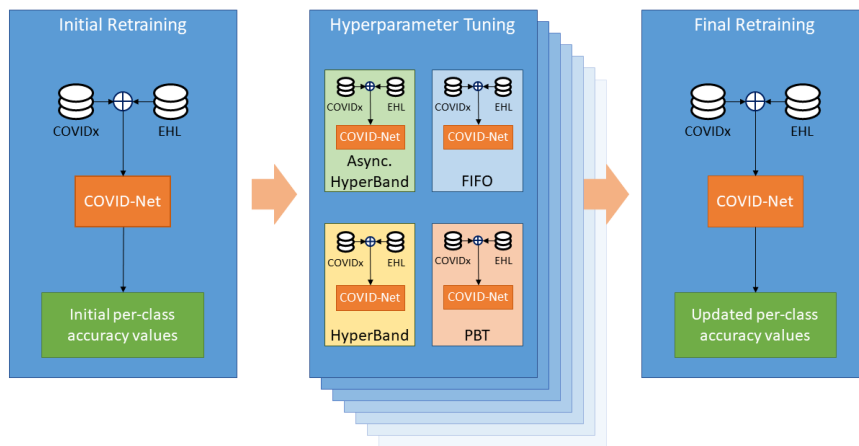 Initial Retraining
COVIDx
EHL
COVID-Net
Initial per-class
accuracy values
Hyperparameter Tuning
COVIDx
EHL
COVID-Net
Async.
HyperBand
COVIDx
EHL
COVID-Net
FIFO
COVIDx
EHL
COVID-Net
HyperBand
COVIDx
EHL
COVID-Net
PBT
Final Retraining
COVIDx
EHL
COVID-Net
Updated per-class
accuracy values